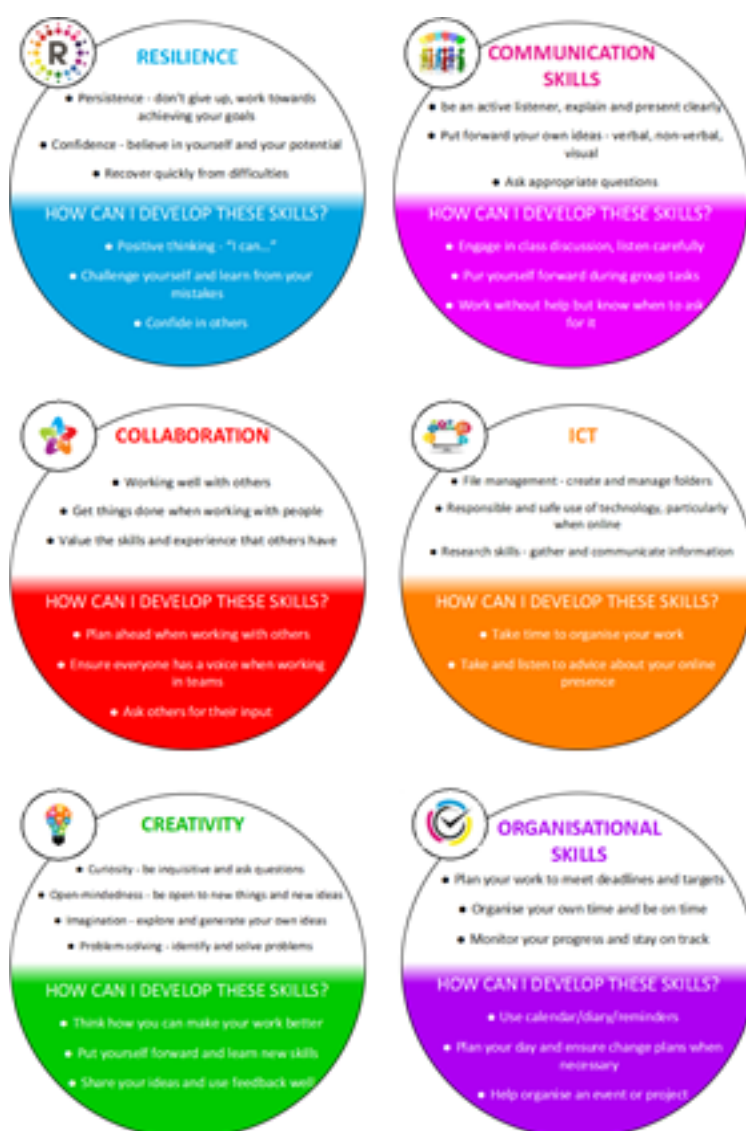 R
RESILIENCE
● Persistence - don't give up, work towards
achieving your goals
● Confidence - believe in yourself and your potential
● Recover quickly from difficulties
HOW CAN I DEVELOP THESE SKILLS?
● Positive thinking - "I can..."
● Challenge yourself and learn from your
mistakes
● Confide in others
COMMUNICATION
SKILLS
● be an active listener, explain and present clearly
● Put forward your own ideas - verbal, non-verbal,
visual
● Ask appropriate questions
HOW CAN I DEVELOP THESE SKILLS?
● Engage in class discussion, listen carefully
● Pur yourself forward during group tasks
● Work without help but know when to ask
for it
COLLABORATION
● Working well with others
● Get things done when working with people
● Value the skills and experience that others have
HOW CAN I DEVELOP THESE SKILLS?
● Plan ahead when working with others
● Ensure everyone has a voice when working
in teams
● Ask others for their input
ICT
● File management - create and manage folders
● Responsible and safe use of technology, particularly
when online
● Research skills - gather and communicate information
HOW CAN I DEVELOP THESE SKILLS?
● Take time to organise your work
● Take and listen to advice about your online
presence
CREATIVITY
● Curiosity - be inquisitive and ask questions
● Open-mindedness - be open to new things and new ideas
● Imagination - explore and generate your own ideas
● Problem-solving - identify and solve problems
HOW CAN I DEVELOP THESE SKILLS?
● Think how you can make your work better
● Put yourself forward and learn new skills
● Share your ideas and use feedback well
ORGANISATIONAL
SKILLS
● Plan your work to meet deadlines and targets
● Organise your own time and be on time
● Monitor your progress and stay on track
HOW CAN I DEVELOP THESE SKILLS?
● Use calendar/diary/reminders
● Plan your day and ensure change plans when
necessary
● Help organise an event or project